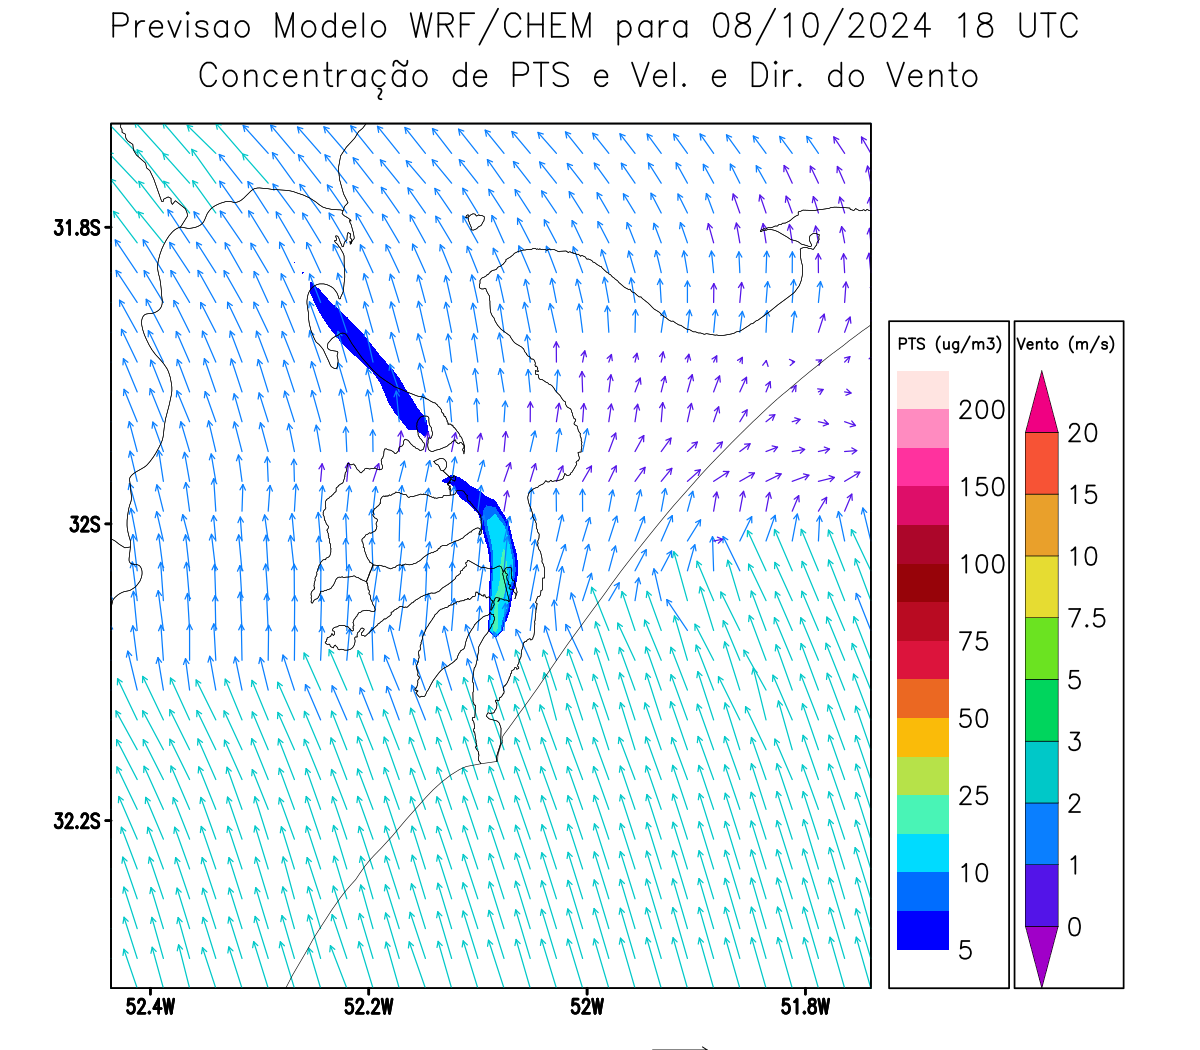 Previsao Modelo WRF/CHEM para 08/10/2024 18 UTC
Concentração de PTS e Vel. e Dir. do Vento
31.8S
32S
32.2S
52.4W 52.2W 52W 51.8W
PTS (ug/m3)
200
150
100
75
50
25
10
5
Vento (m/s)
20
15
10
7.5
5
3
2
1
0